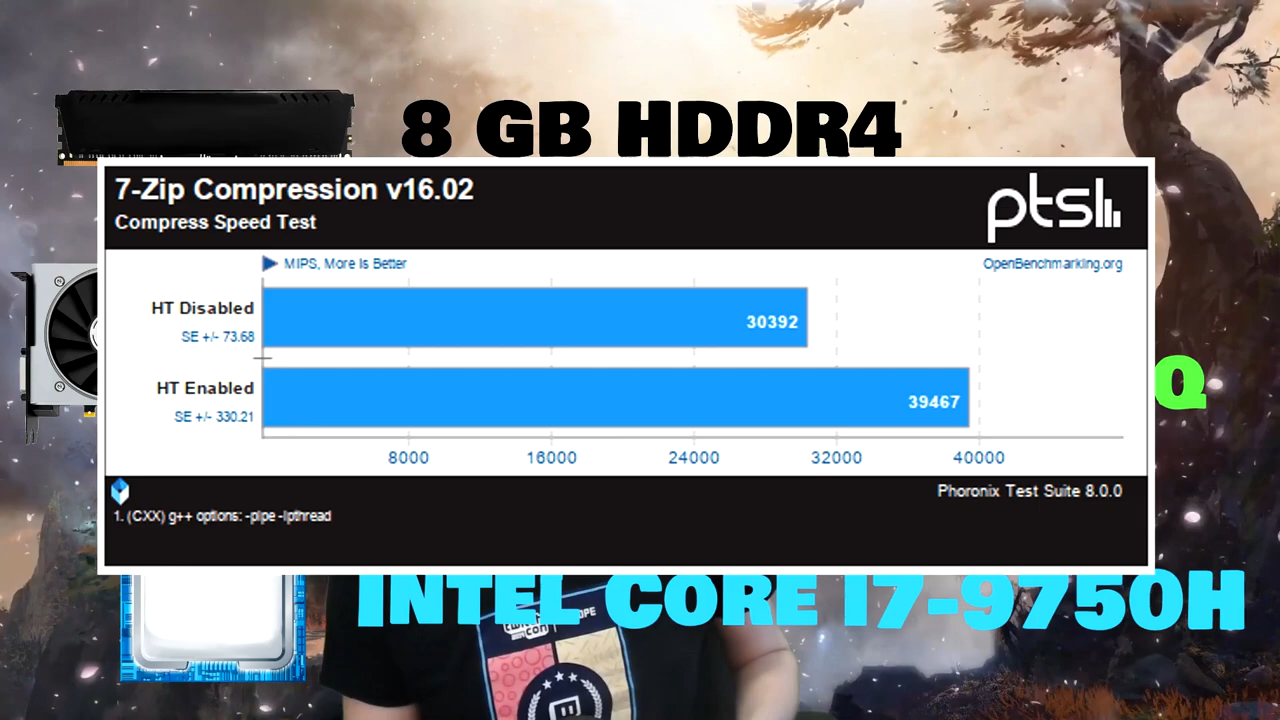 8 GB HDDR4
7-Zip Compression v16.02
Compress Speed Test
ptsl
MIPS, More Is Better
OpenBenchmarking.org
HT Disabled
30392
SE +/- 73.68
HT Enabled
39467
SE +/- 330.21
8000 16000 24000 32000 40000
Q
Phoronix Test Suite 8.0.0
1. (CXX) g++ options: -pipe -lpthread
INTEL CORE I7-9750H
con